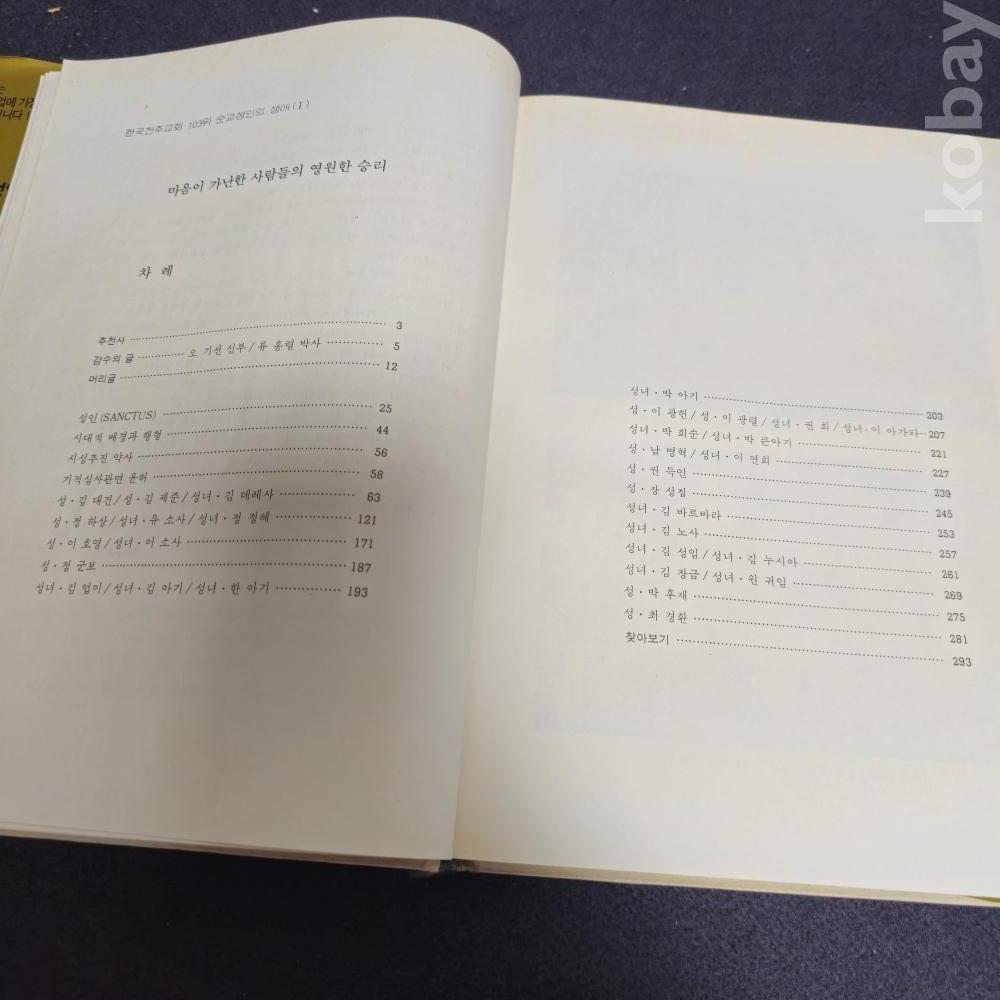 한국천주교회 103위 순교성인의 생애 (I)
마음이 가난한 사람들의 영원한 승리
차 례
추천사 3
감수의 글 오 기선 신부/류 홍렬 박사 5
머리글 12
성인(SANCTUS) 25
시대적 배경과 행형 44
시성추진 약사 56
기적심사관면 윤허 58
성·김 대건/성·김 제준/성녀·김 데레사 63
성·정 하상/성녀·유 소사/성녀·정 정혜 121
성·이 호영/성녀·이 소사 171
성·정 군보 187
성녀·김 업이/성녀·김 아기/성녀·한 아기 193
성녀·박 아기 203
성·이 광헌/성·이 광렬/성녀·권 희/성녀·이 아가타 207
성녀·박 희순/성녀·박 큰아기 221
성·남 명혁/성녀·이 연희 227
성·권 득인 239
성·장 성집 245
성녀·김 바르바라 253
성녀·김 노사 257
성녀·김 성임/성녀·김 누시아 261
성녀·김 장금/성녀·원 귀임 269
성·박 후재 275
성·최 경환 281
찾아보기 293
kobay